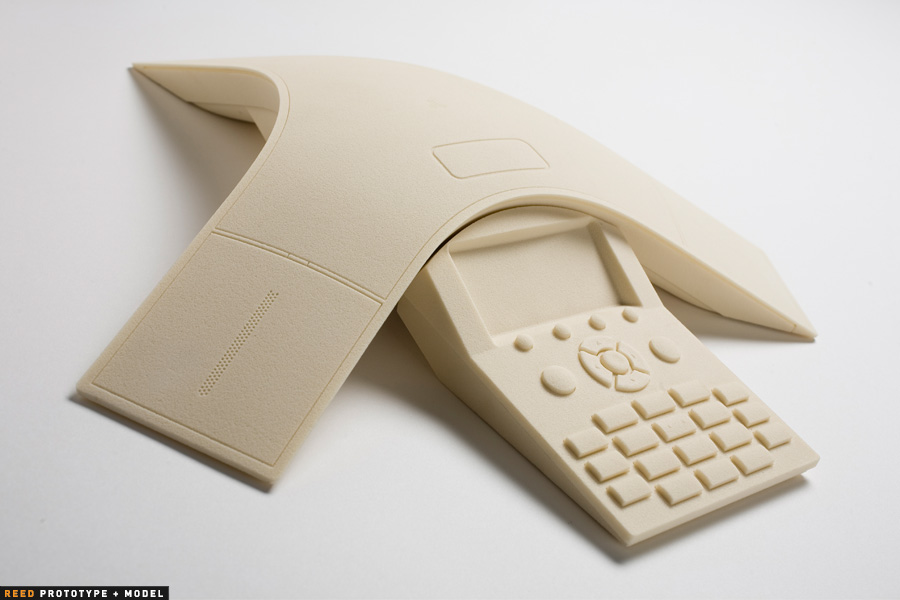 REED PROTOTYPE + MODEL